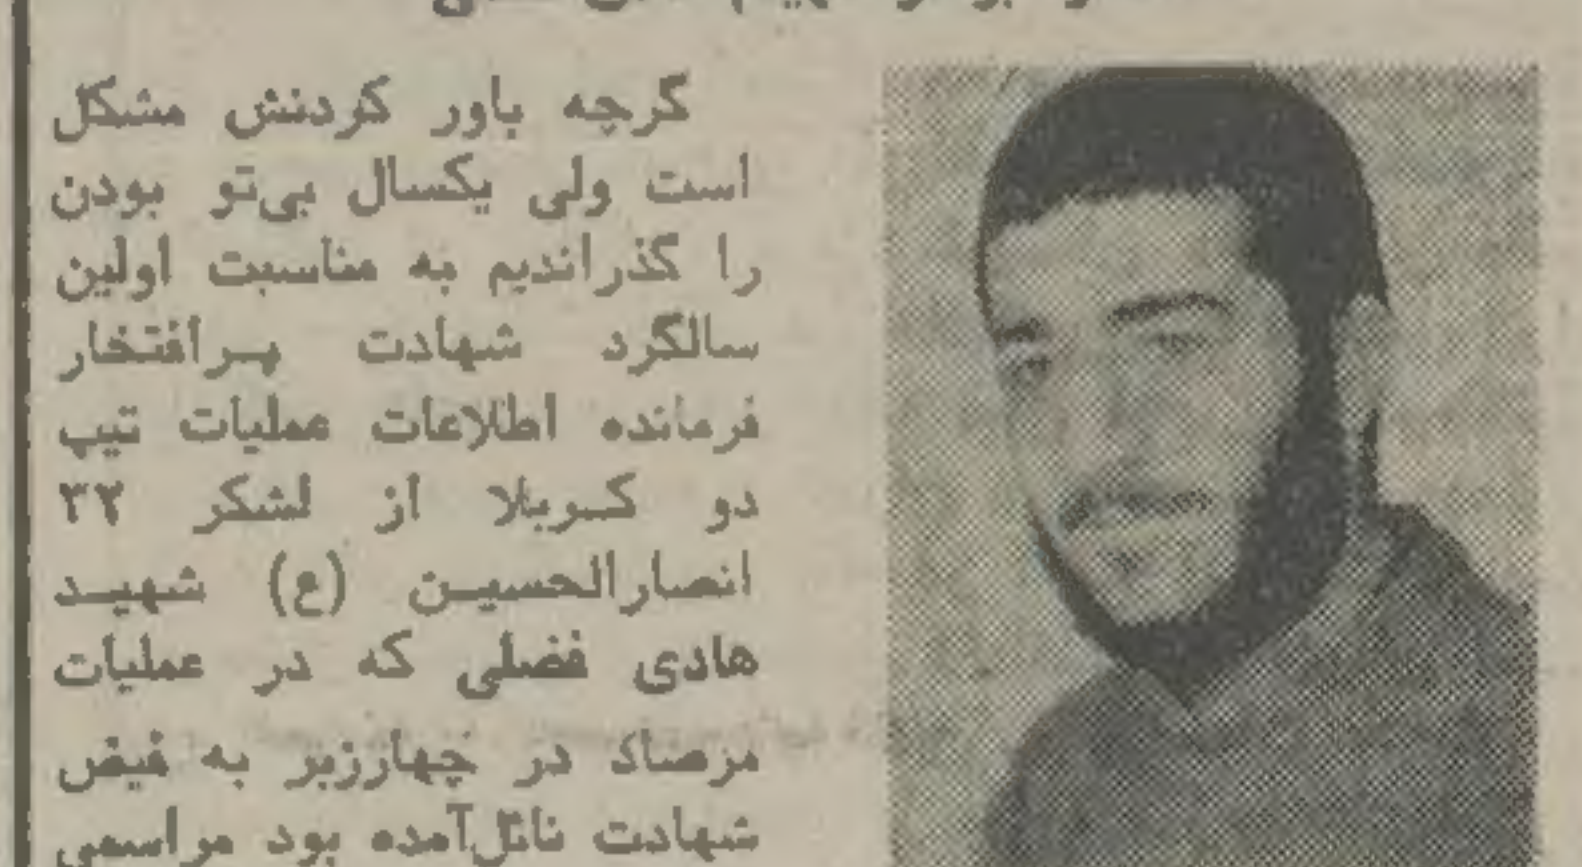 گرچه باور کردنش مشکل
است ولی یکسال بی‌تو بودن
را گذراندیم به مناسبت اولین
سالگرد شهادت پرافتخار
فرمانده اطلاعات عملیات تیپ
دو کربلا از لشکر ۳۲
انصارالحسین (ع) شهید
هادی فضلی که در عملیات
مرصاد در چهارزبر به فیض
شهادت نائل‌آمده بود مراسمی